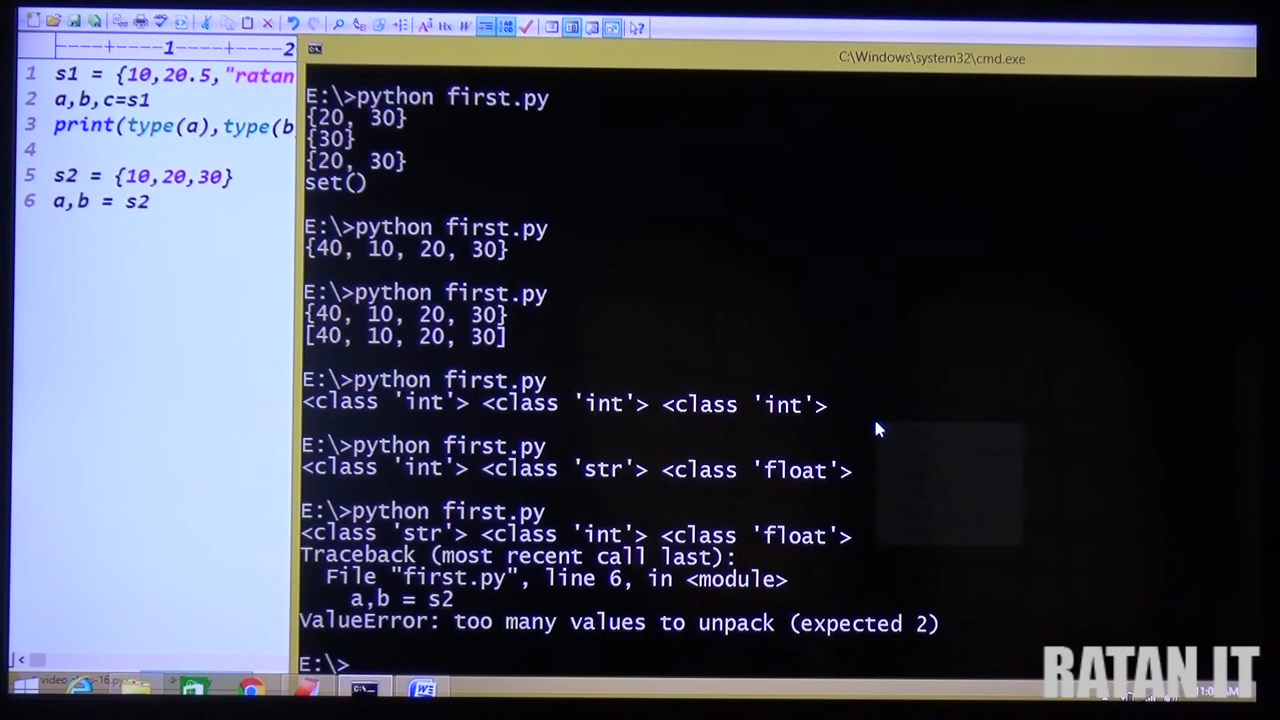 C:\Windows\system32\cmd.exe
----+----1----+----2
1 s1 = {10,20.5,"ratan
2 a,b,c=s1
3 print(type(a),type(b,
4
5 s2 = {10,20,30}
6 a,b = s2
E:\>python first.py
{20, 30}
{30}
{20, 30}
set()
E:\>python first.py
{40, 10, 20, 30}
E:\>python first.py
{40, 10, 20, 30}
[40, 10, 20, 30]
E:\>python first.py
<class 'int'> <class 'int'> <class 'int'>
E:\>python first.py
<class 'int'> <class 'str'> <class 'float'>
E:\>python first.py
<class 'str'> <class 'int'> <class 'float'>
Traceback (most recent call last):
File "first.py", line 6, in <module>
a,b = s2
ValueError: too many values to unpack (expected 2)
E:\>
RATAN IT